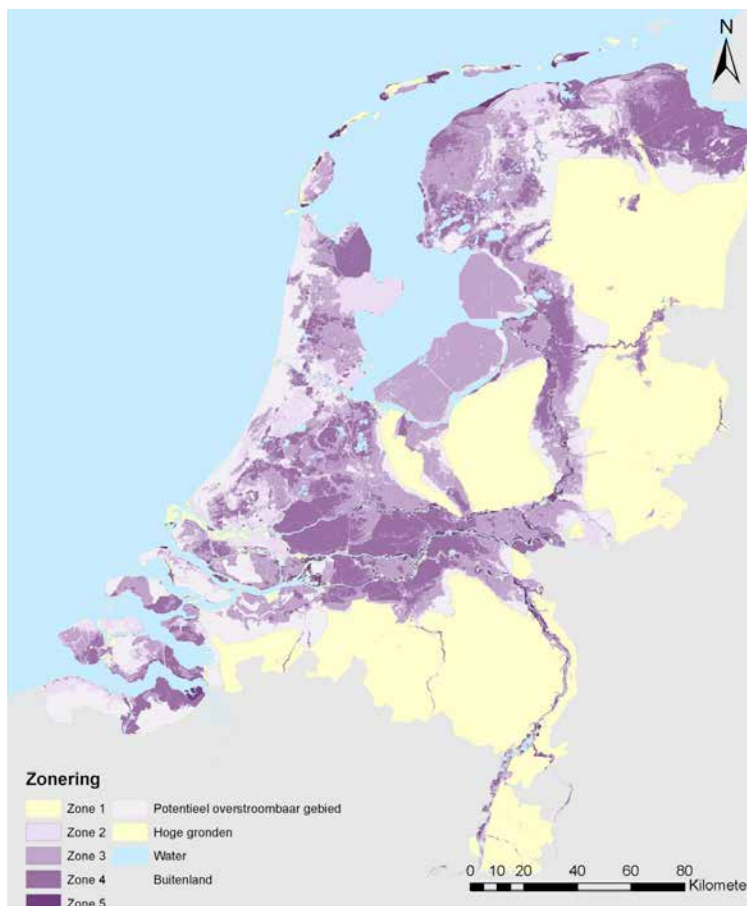 N
Zonering
Zone 1 Potentieel overstroombaar gebied
Zone 2 Hoge gronden
Zone 3 Water
Zone 4 Buitenland
Zone 5
0 10 20 40 60 80
Kilomete